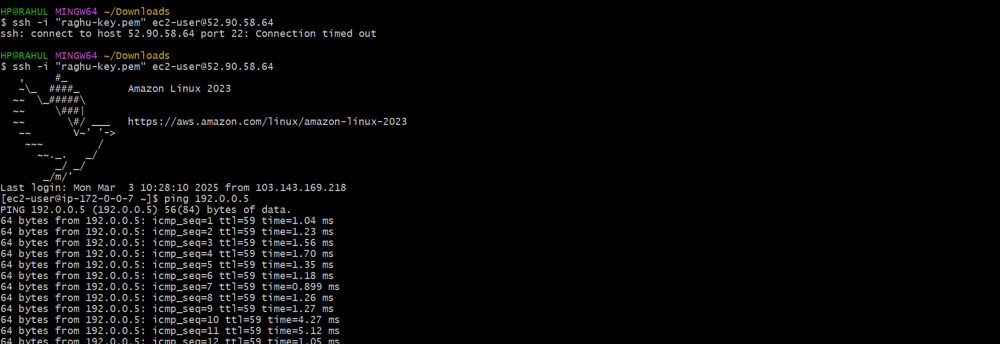 HP@RAHUL MINGW64 ~/Downloads
$ ssh -i "raghu-key.pem" ec2-user@52.90.58.64
ssh: connect to host 52.90.58.64 port 22: Connection timed out

HP@RAHUL MINGW64 ~/Downloads
$ ssh -i "raghu-key.pem" ec2-user@52.90.58.64
   ,     #_
   ~\_  ####_        Amazon Linux 2023
  ~~  \_#####\
  ~~     \###|
  ~~       \#/ ___   https://aws.amazon.com/linux/amazon-linux-2023
   ~~       V~' '->
    ~~~         /
      ~~._.   _/
         _/ _/
       _/m/'
Last login: Mon Mar  3 10:28:10 2025 from 103.143.169.218
[ec2-user@ip-172-0-0-7 ~]$ ping 192.0.0.5
PING 192.0.0.5 (192.0.0.5) 56(84) bytes of data.
64 bytes from 192.0.0.5: icmp_seq=1 ttl=59 time=1.04 ms
64 bytes from 192.0.0.5: icmp_seq=2 ttl=59 time=1.23 ms
64 bytes from 192.0.0.5: icmp_seq=3 ttl=59 time=1.56 ms
64 bytes from 192.0.0.5: icmp_seq=4 ttl=59 time=1.70 ms
64 bytes from 192.0.0.5: icmp_seq=5 ttl=59 time=1.35 ms
64 bytes from 192.0.0.5: icmp_seq=6 ttl=59 time=1.18 ms
64 bytes from 192.0.0.5: icmp_seq=7 ttl=59 time=0.899 ms
64 bytes from 192.0.0.5: icmp_seq=8 ttl=59 time=1.26 ms
64 bytes from 192.0.0.5: icmp_seq=9 ttl=59 time=1.27 ms
64 bytes from 192.0.0.5: icmp_seq=10 ttl=59 time=4.27 ms
64 bytes from 192.0.0.5: icmp_seq=11 ttl=59 time=5.12 ms
64 bytes from 192.0.0.5: icmp_seq=12 ttl=59 time=1.05 ms